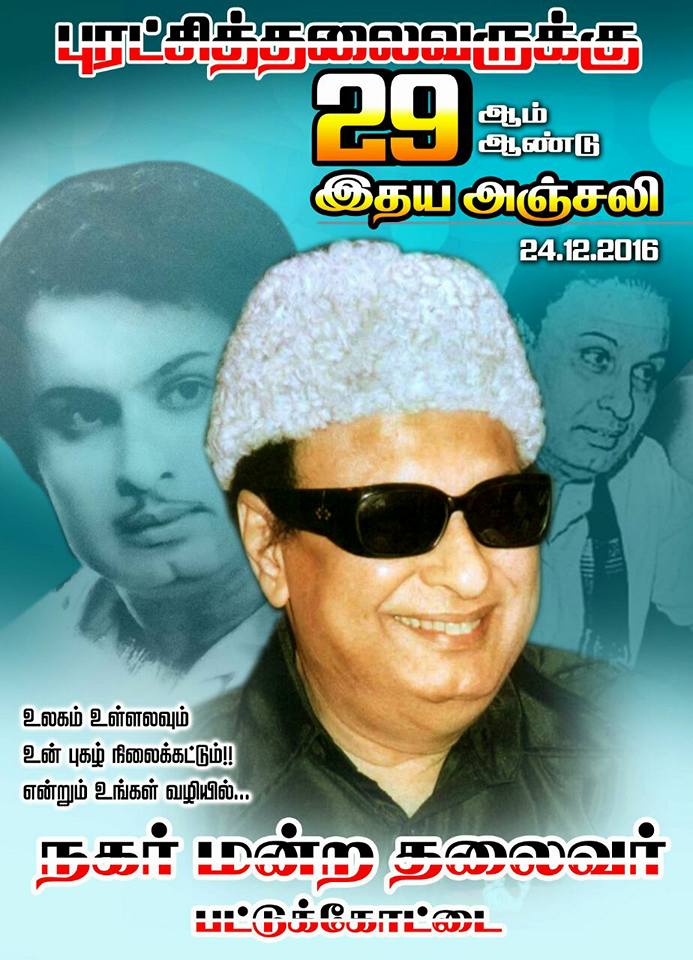 புரட்சித்தலைவருக்கு
29 ஆம் ஆண்டு
இதய அஞ்சலி
24.12.2016
உலகம் உள்ளலவும்
உன் புகழ் நிலைக்கட்டும்!!
என்றும் உங்கள் வழியில்...
நகர் மன்ற தலைவர்
பட்டுக்கோட்டை